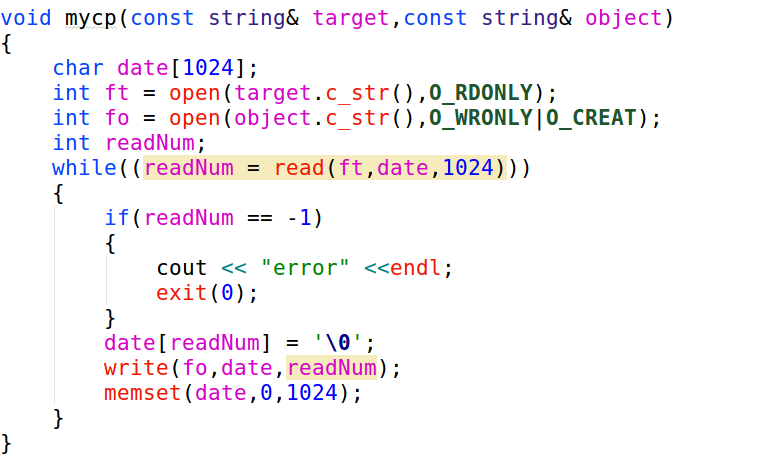 void mycp(const string& target,const string& object)
{
    char date[1024];
    int ft = open(target.c_str(),O_RDONLY);
    int fo = open(object.c_str(),O_WRONLY|O_CREAT);
    int readNum;
    while((readNum = read(ft,date,1024)))
    {
        if(readNum == -1)
        {
            cout << "error" <<endl;
            exit(0);
        }
        date[readNum] = '\0';
        write(fo,date,readNum);
        memset(date,0,1024);
    }
}